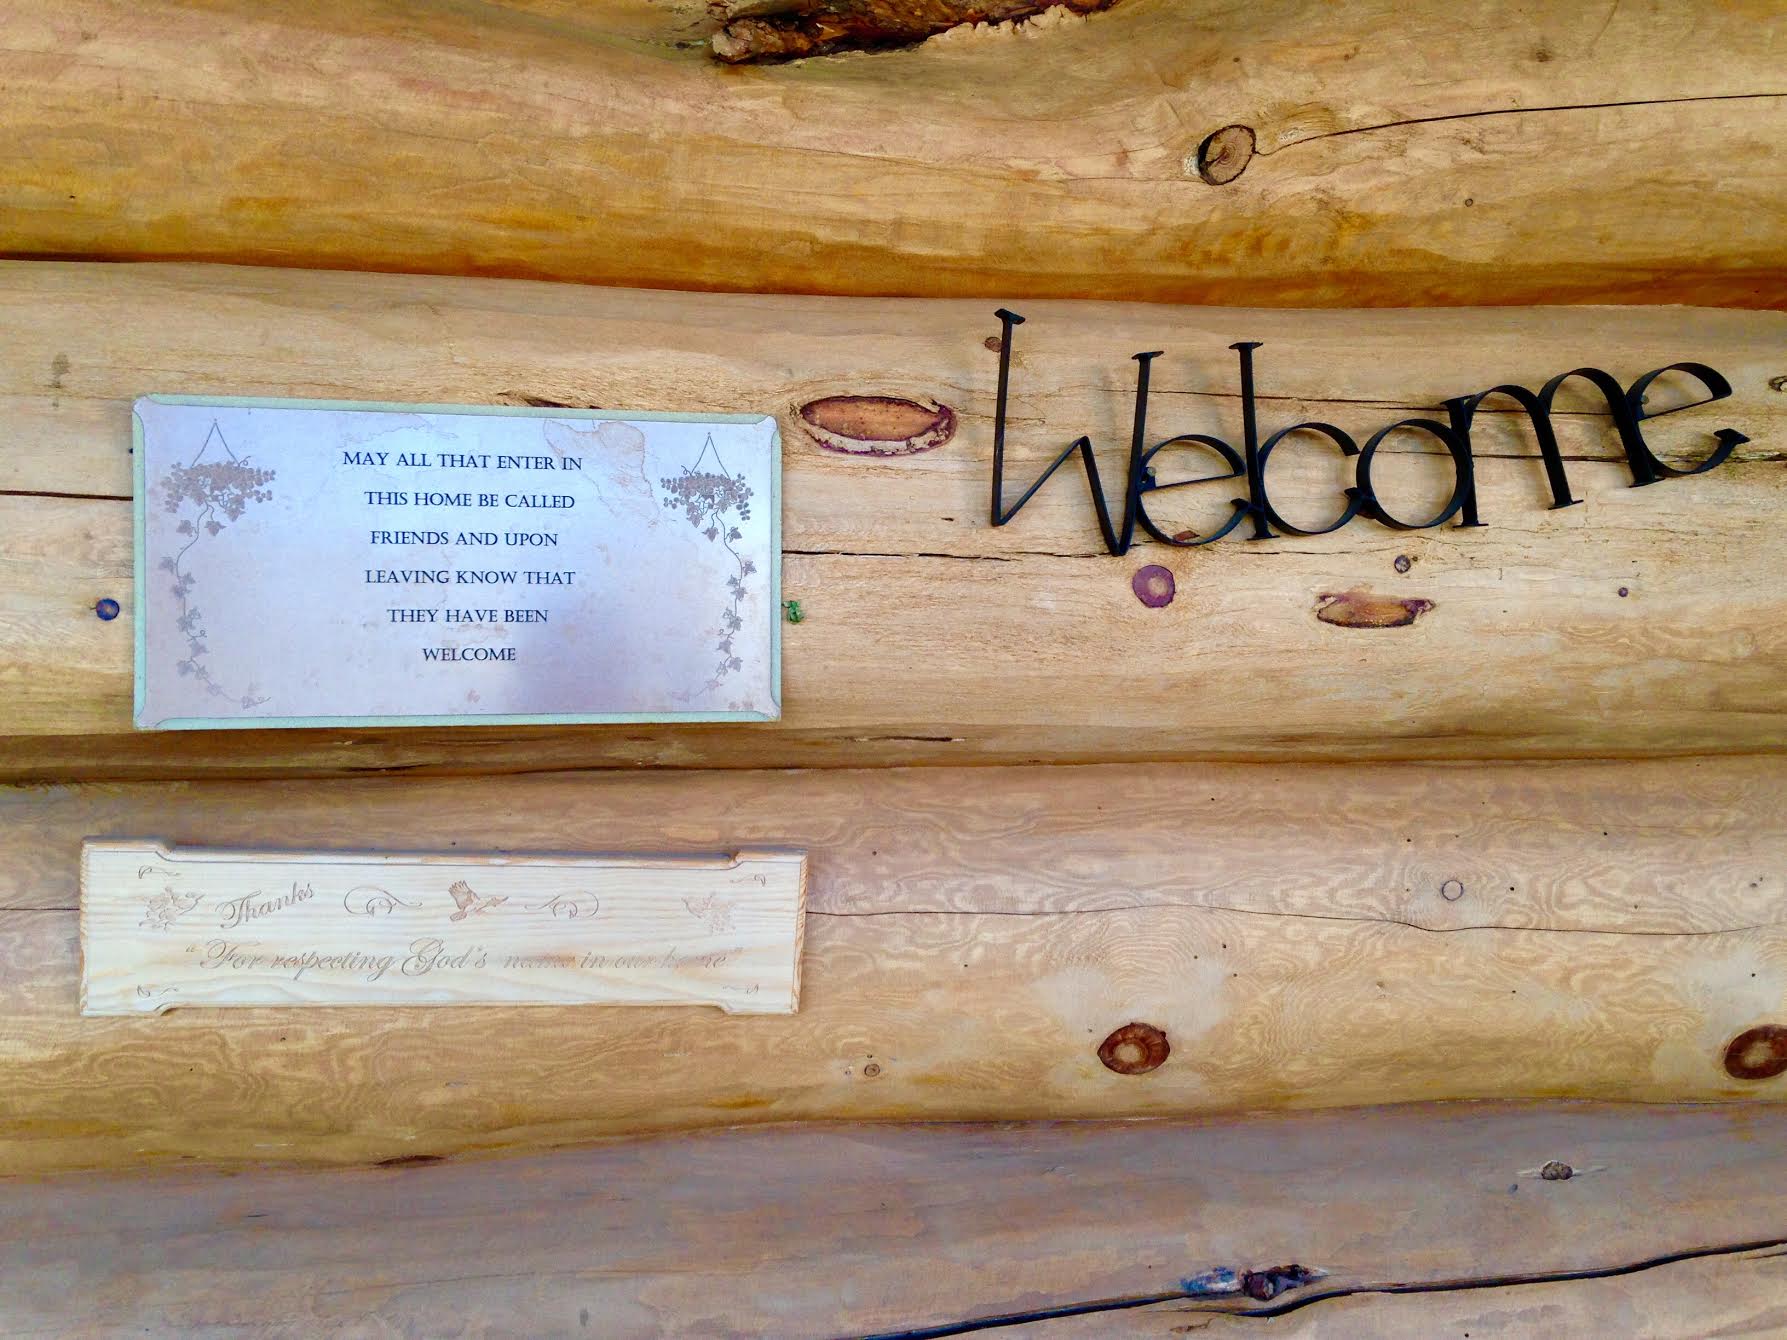 MAY ALL THAT ENTER IN
THIS HOME BE CALLED
FRIENDS AND UPON
LEAVING KNOW THAT
THEY HAVE BEEN
WELCOME
Welcome
Thanks
"For respecting God's name in our home"